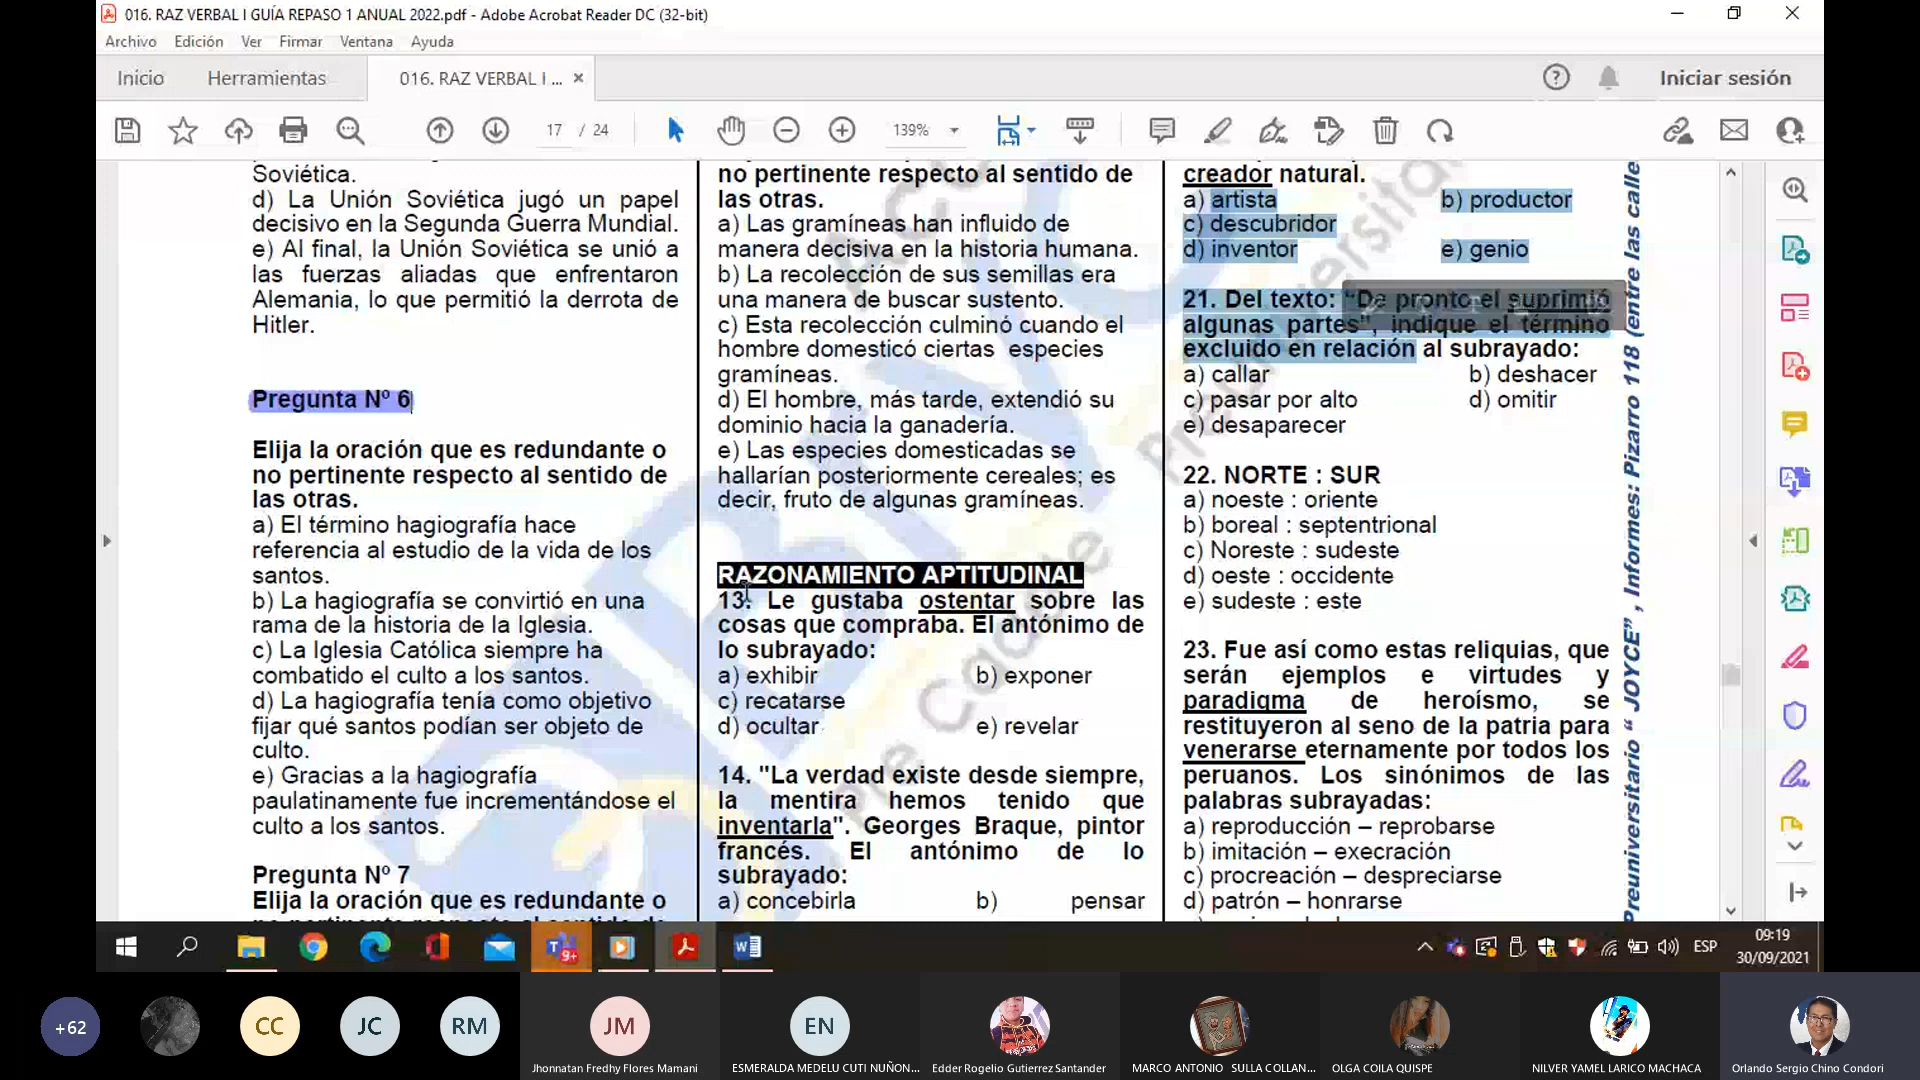 016. RAZ VERBAL I GUÍA REPASO 1 ANUAL 2022.pdf - Adobe Acrobat Reader DC (32-bit)
Archivo Edición Ver Firmar Ventana Ayuda
Inicio Herramientas 016. RAZ VERBAL I ... Iniciar sesión
17 / 24 139%
Soviética.
d) La Unión Soviética jugó un papel
decisivo en la Segunda Guerra Mundial.
e) Al final, la Unión Soviética se unió a
las fuerzas aliadas que enfrentaron
Alemania, lo que permitió la derrota de
Hitler.
Pregunta Nº 6
Elija la oración que es redundante o
no pertinente respecto al sentido de
las otras.
a) El término hagiografía hace
referencia al estudio de la vida de los
santos.
b) La hagiografía se convirtió en una
rama de la historia de la Iglesia.
c) La Iglesia Católica siempre ha
combatido el culto a los santos.
d) La hagiografía tenía como objetivo
fijar qué santos podían ser objeto de
culto.
e) Gracias a la hagiografía
paulatinamente fue incrementándose el
culto a los santos.
Pregunta Nº 7
Elija la oración que es redundante o
no pertinente respecto al sentido de
las otras.
a) Las gramíneas han influido de
manera decisiva en la historia humana.
b) La recolección de sus semillas era
una manera de buscar sustento.
c) Esta recolección culminó cuando el
hombre domesticó ciertas especies
gramíneas.
d) El hombre, más tarde, extendió su
dominio hacia la ganadería.
e) Las especies domesticadas se
hallarían posteriormente cereales; es
decir, fruto de algunas gramíneas.
RAZONAMIENTO APTITUDINAL
13. Le gustaba ostentar sobre las
cosas que compraba. El antónimo de
lo subrayado:
a) exhibir b) exponer
c) recatarse
d) ocultar e) revelar
14. "La verdad existe desde siempre,
la mentira hemos tenido que
inventarla". Georges Braque, pintor
francés. El antónimo de lo
subrayado:
a) concebirla b) pensar
creador natural.
a) artista b) productor
c) descubridor
d) inventor e) genio
21. Del texto: "De pronto el suprimió
algunas partes", indique el término
excluido en relación al subrayado:
a) callar b) deshacer
c) pasar por alto d) omitir
e) desaparecer
22. NORTE : SUR
a) noeste : oriente
b) boreal : septentrional
c) Noreste : sudeste
d) oeste : occidente
e) sudeste : este
23. Fue así como estas reliquias, que
serán ejemplos e virtudes y
paradigma de heroísmo, se
restituyeron al seno de la patria para
venerarse eternamente por todos los
peruanos. Los sinónimos de las
palabras subrayadas:
a) reproducción – reprobarse
b) imitación – execración
c) procreación – despreciarse
d) patrón – honrarse
Preuniversitario “ JOYCE” , Informes: Pizarro 118 (entre las calle
9+
ESP
09:19
30/09/2021
+62
CC
JC
RM
JM
EN
Jhonnatan Fredhy Flores Mamani
ESMERALDA MEDELU CUTI NUÑON...
Edder Rogelio Gutierrez Santander
MARCO ANTONIO SULLA COLLAN...
OLGA COILA QUISPE
NILVER YAMEL LARICO MACHACA
Orlando Sergio Chino Condori